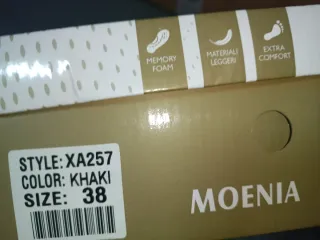 MEMORY
FOAM
MATERIALI
LEGGERI
EXTRA
COMFORT
STYLE: XA257
COLOR: KHAKI
SIZE: 38
MOENIA